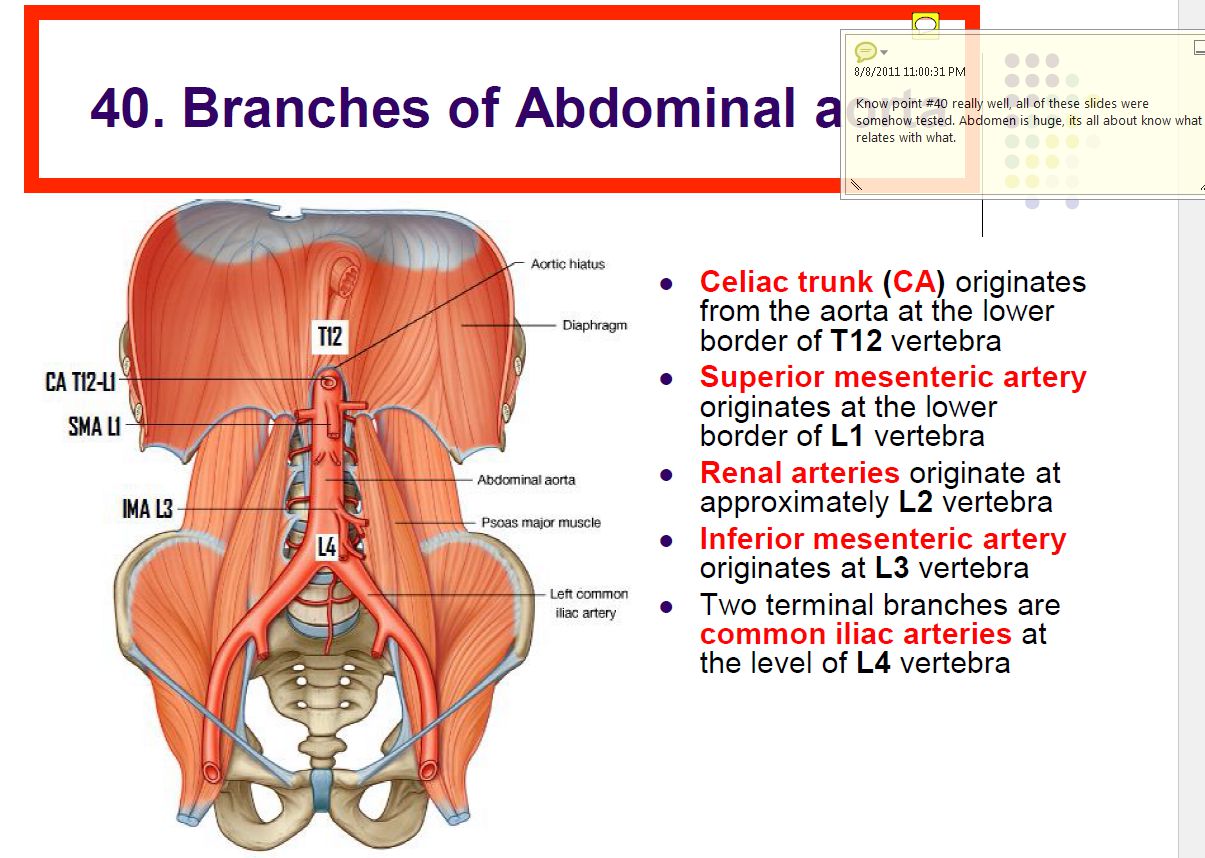 40. Branches of Abdominal aorta
8/8/2011 11:00:31 PM
Know point #40 really well, all of these slides were
somehow tested. Abdomen is huge, its all about know what
relates with what.
Aortic hiatus
Diaphragm
T12
CA T12-L1
SMA L1
Abdominal aorta
IMA L3
Psoas major muscle
L4
Left common
iliac artery
Celiac trunk (CA) originates
from the aorta at the lower
border of T12 vertebra
Superior mesenteric artery
originates at the lower
border of L1 vertebra
Renal arteries originate at
approximately L2 vertebra
Inferior mesenteric artery
originates at L3 vertebra
Two terminal branches are
common iliac arteries at
the level of L4 vertebra